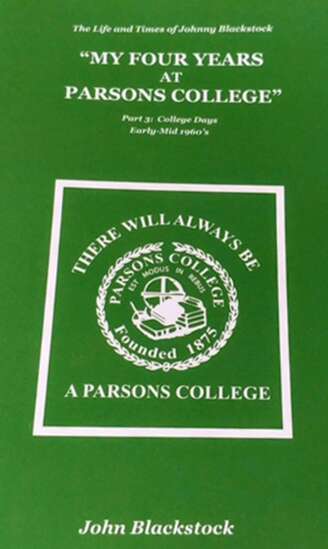 The Life and Times of Johnny Blackstock
"MY FOUR YEARS
AT
PARSONS COLLEGE"
Part 3: College Days
Early-Mid 1960's
THERE WILL ALWAYS BE
PARSONS COLLEGE
EST MODUS IN REBUS
Founded 1875
A PARSONS COLLEGE
John Blackstock